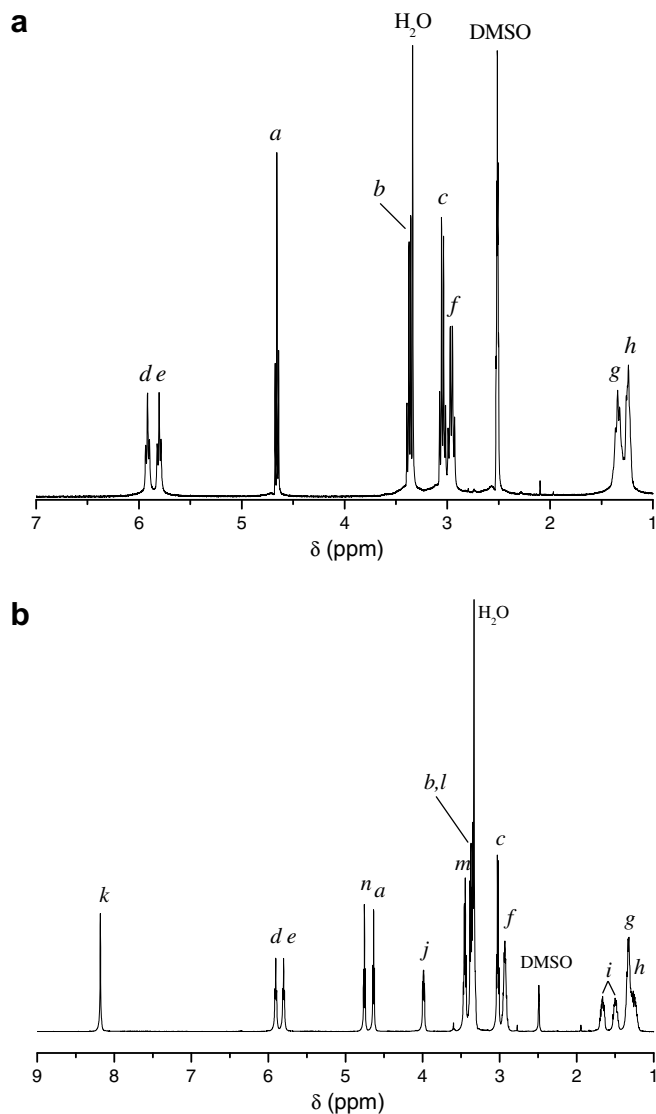 a
H₂O
DMSO
a
b
c
f
d e
g h
7 6 5 4 3 2 1
δ (ppm)
b
H₂O
b,l
m
c
k
n a
d e
j
f
DMSO
g
i
h
9 8 7 6 5 4 3 2 1
δ (ppm)